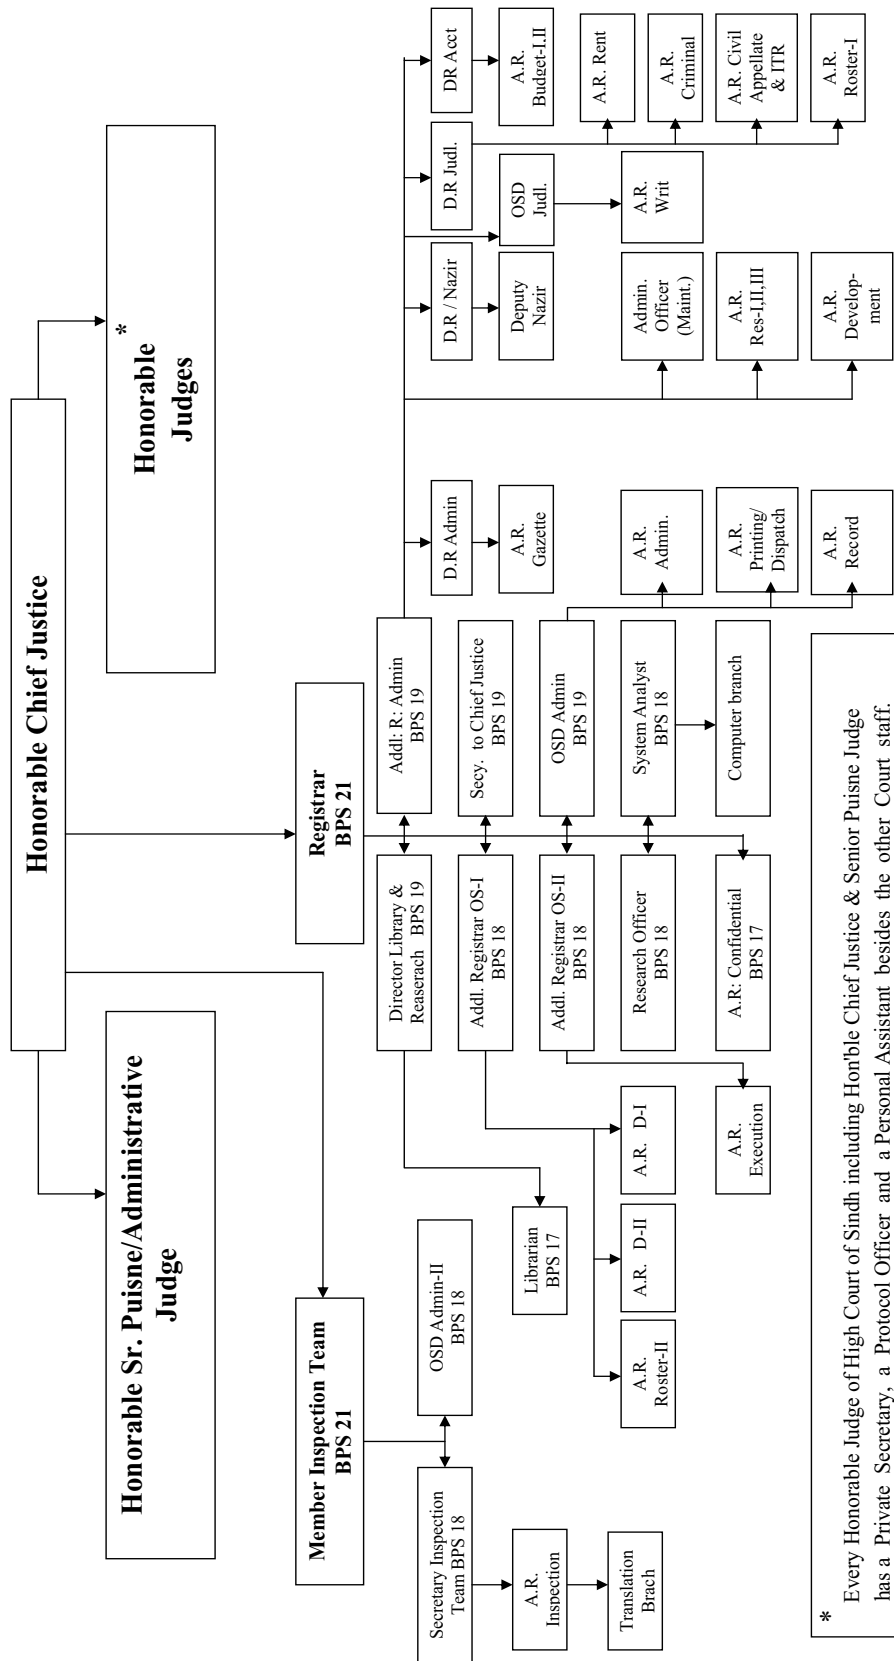 Honorable Chief Justice
Honorable Sr. Puisne/Administrative
Judge
*
Honorable
Judges
Member Inspection Team
BPS 21
Registrar
BPS 21
Secretary Inspection
Team BPS 18
OSD Admin-II
BPS 18
A.R.
Inspection
Translation
Brach
Director Library &
Reaserach BPS 19
Addl: R: Admin
BPS 19
Addl. Registrar OS-I
BPS 18
Secy. to Chief Justice
BPS 19
Addl. Registrar OS-II
BPS 18
OSD Admin
BPS 19
Research Officer
BPS 18
System Analyst
BPS 18
A.R: Confidential
BPS 17
Computer branch
Librarian
BPS 17
A.R.
Roster-II
A.R. D-II
A.R. D-I
A.R.
Execution
D.R Admin
D.R / Nazir
D.R Judl.
DR Acct
A.R.
Gazette
Deputy
Nazir
OSD
Judl.
A.R.
Budget-I.II
A.R.
Admin.
A.R.
Printing/
Dispatch
A.R.
Record
Admin.
Officer
(Maint.)
A.R.
Res-I,II,III
A.R.
Develop-
ment
A.R.
Writ
A.R. Rent
A.R.
Criminal
A.R. Civil
Appellate
& ITR
A.R.
Roster-I
*
Every Honorable Judge of High Court of Sindh including Hon'ble Chief Justice & Senior Puisne Judge
has a Private Secretary, a Protocol Officer and a Personal Assistant besides the other Court staff.